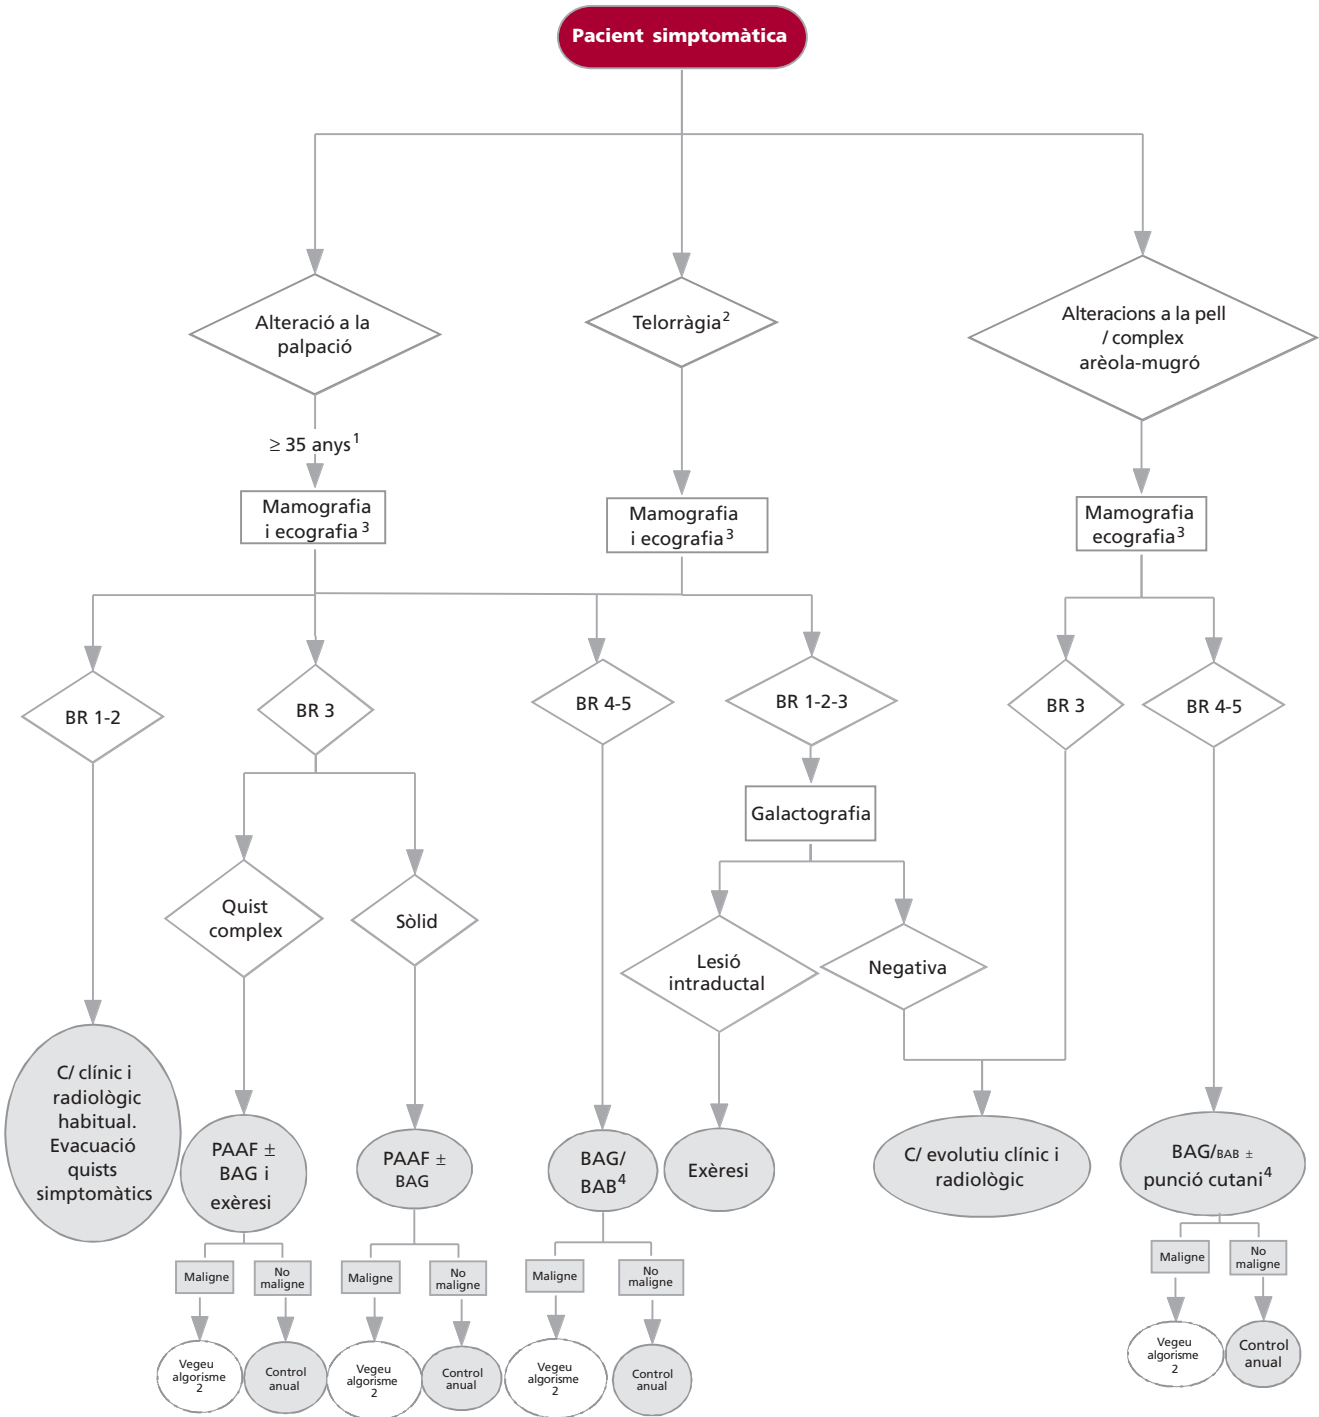 Pacient simptomàtica
Alteració a la
palpació
Telorràgia2
Alteracions a la pell
/ complex
arèola-mugró
≥ 35 anys1
Mamografia
i ecografia3
Mamografia
i ecografia3
Mamografia
ecografia3
BR 1-2
BR 3
BR 4-5
BR 1-2-3
BR 3
BR 4-5
Galactografia
Quist
complex
Sòlid
Lesió
intraductal
Negativa
C/ clínic i
radiològic
habitual.
Evacuació
quists
simptomàtics
PAAF ±
BAG i
exèresi
PAAF ±
BAG
BAG/
BAB4
Exèresi
C/ evolutiu clínic i
radiològic
BAG/BAB ±
punció cutani4
Maligne
No
maligne
Maligne
No
maligne
Maligne
No
maligne
Maligne
No
maligne
Vegeu
algorisme
2
Control
anual
Vegeu
algorisme
2
Control
anual
Vegeu
algorisme
2
Control
anual
Vegeu
algorisme
2
Control
anual